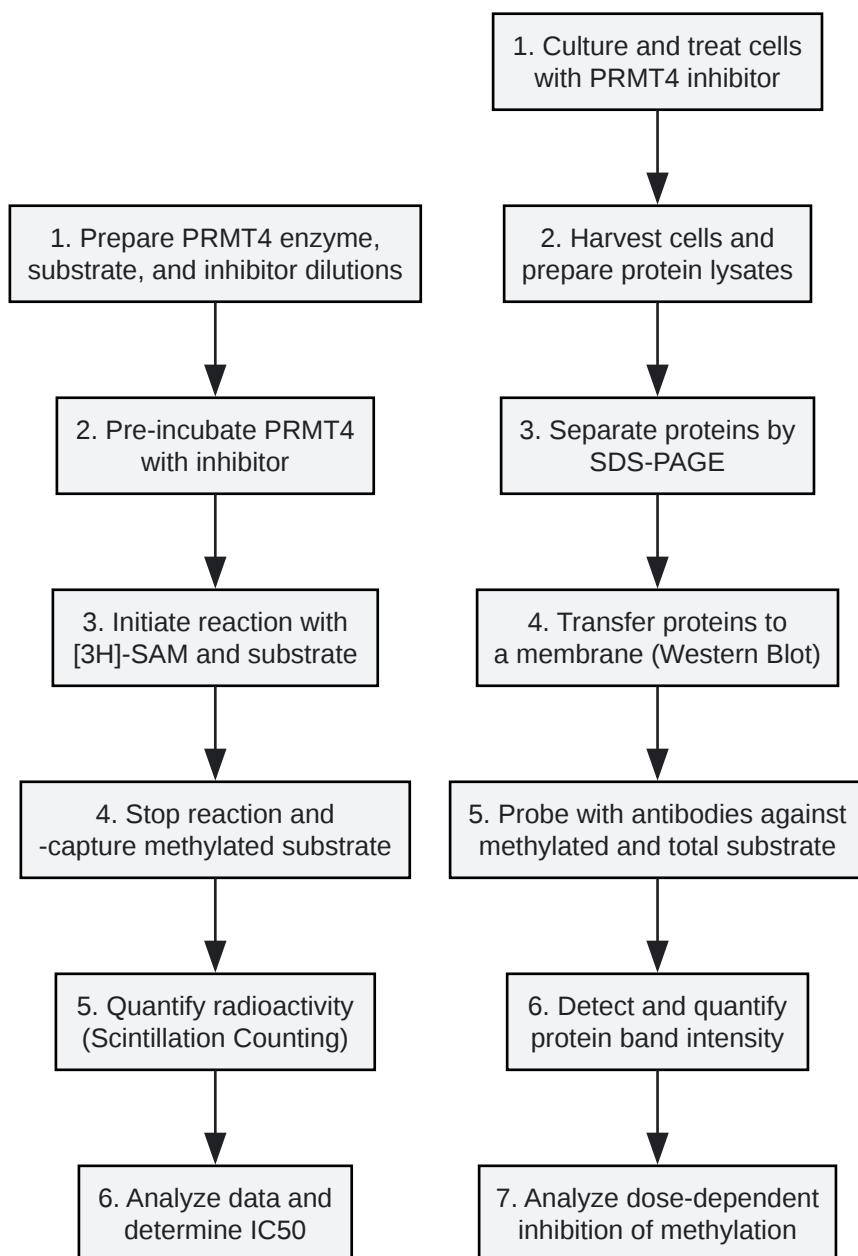 1. Prepare PRMT4 enzyme,
substrate, and inhibitor dilutions
2. Pre-incubate PRMT4
with inhibitor
3. Initiate reaction with
[3H]-SAM and substrate
4. Stop reaction and
-capture methylated substrate
5. Quantify radioactivity
(Scintillation Counting)
6. Analyze data and
determine IC50
1. Culture and treat cells
with PRMT4 inhibitor
2. Harvest cells and
prepare protein lysates
3. Separate proteins by
SDS-PAGE
4. Transfer proteins to
a membrane (Western Blot)
5. Probe with antibodies against
methylated and total substrate
6. Detect and quantify
protein band intensity
7. Analyze dose-dependent
inhibition of methylation